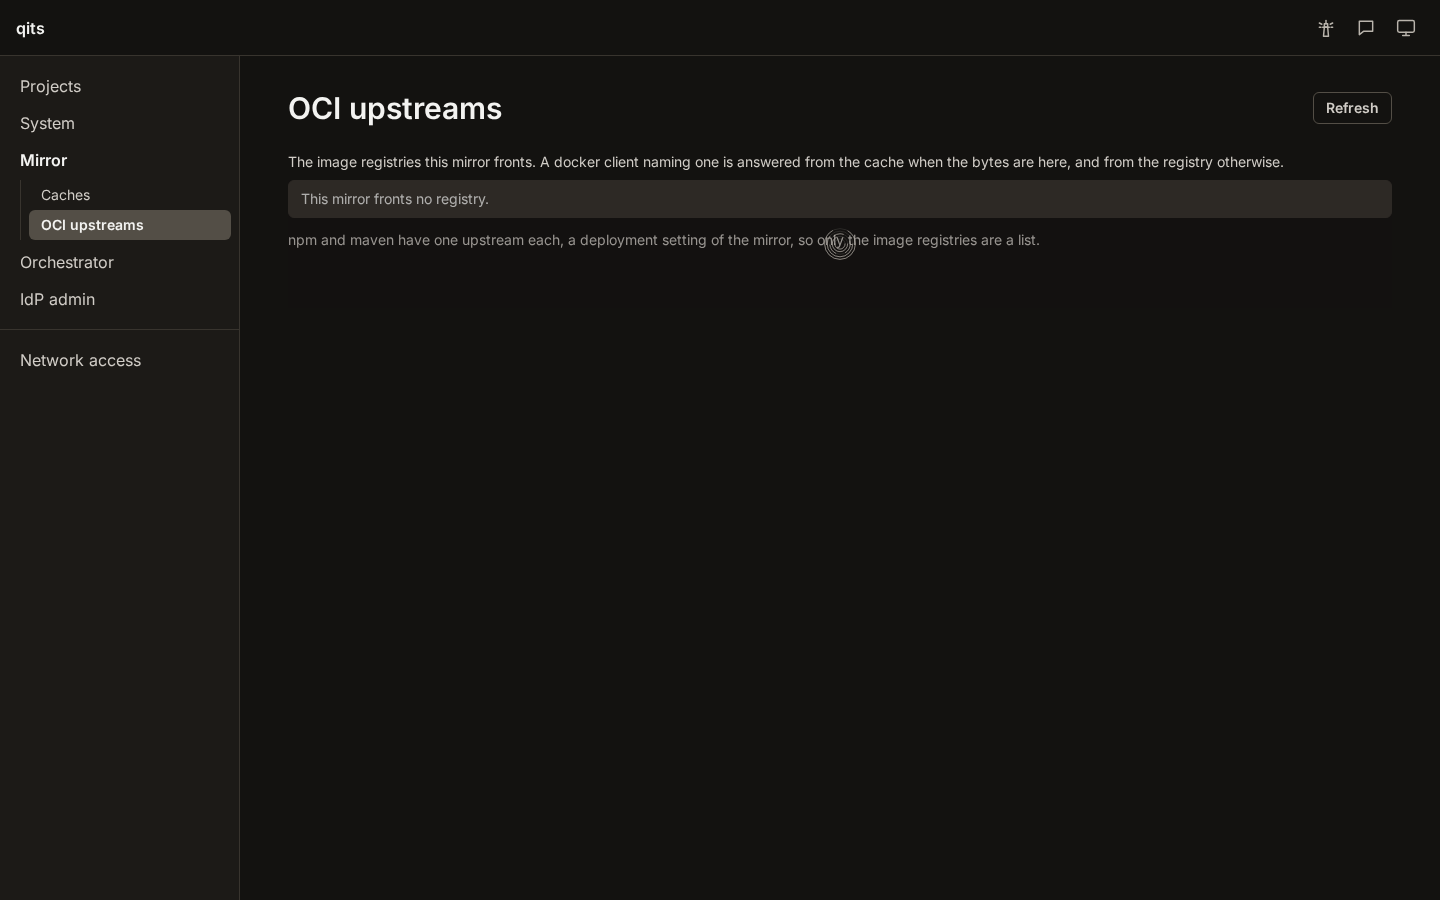 qits
Projects
System
Mirror
Caches
OCI upstreams
Orchestrator
IdP admin
Network access
OCI upstreams
Refresh
The image registries this mirror fronts. A docker client naming one is answered from the cache when the bytes are here, and from the registry otherwise.
This mirror fronts no registry.
npm and maven have one upstream each, a deployment setting of the mirror, so only the image registries are a list.